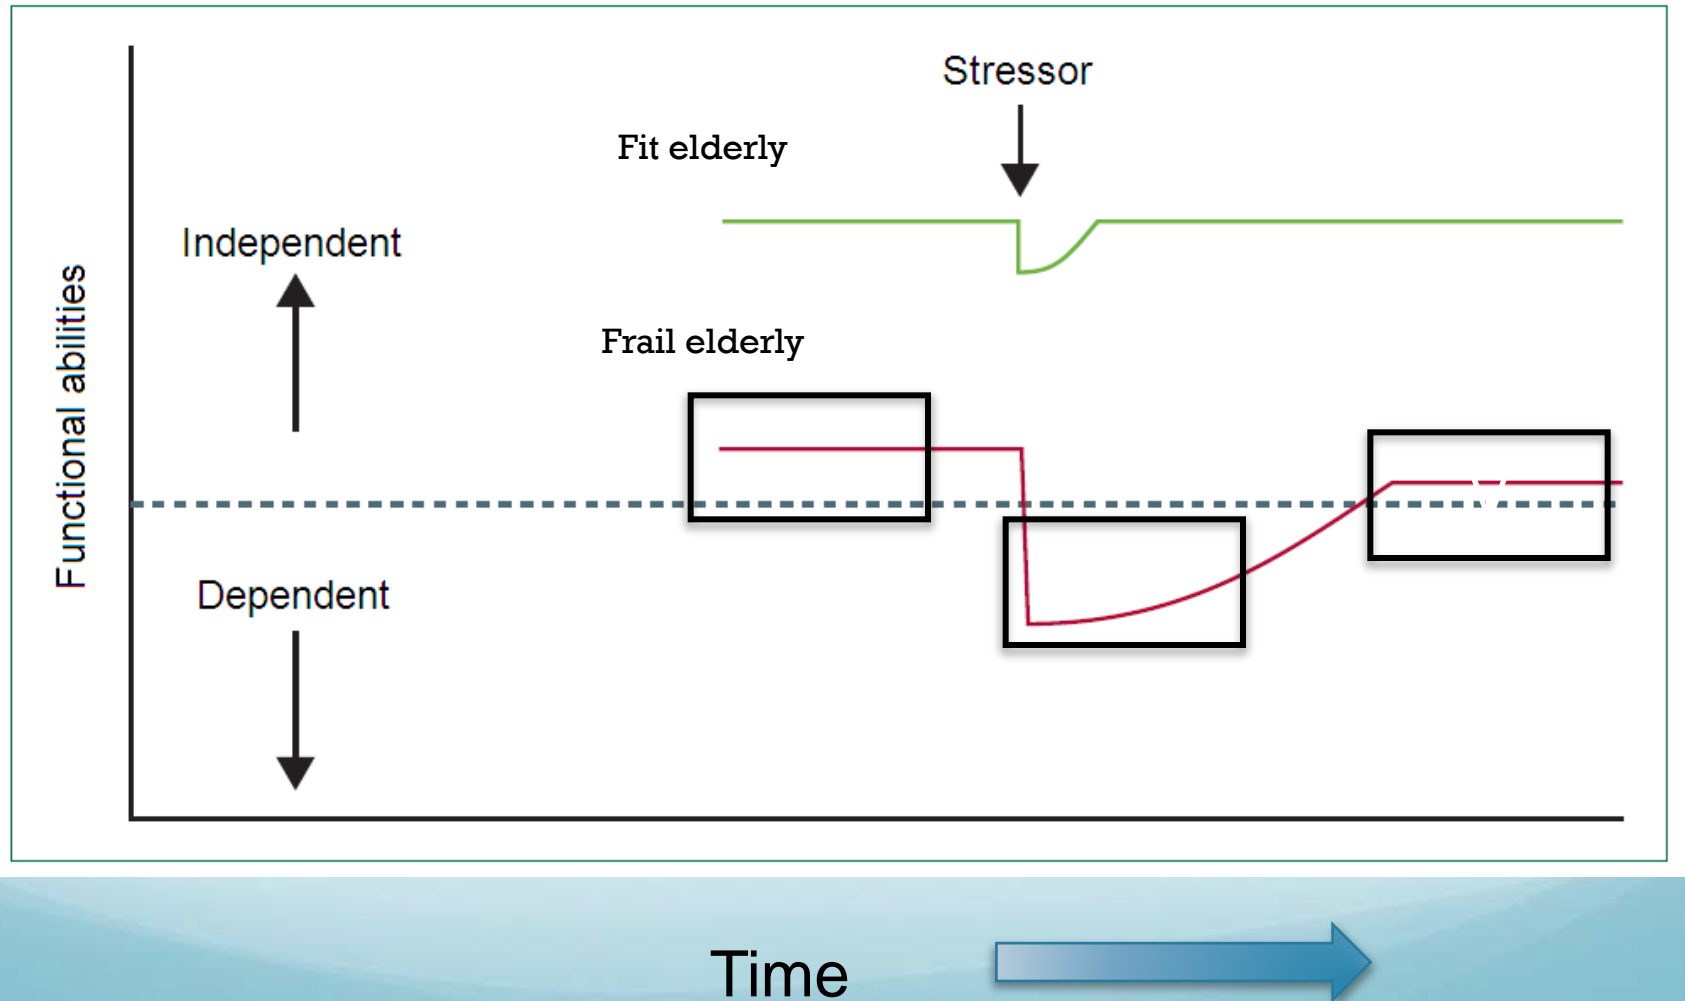 Stressor
Fit elderly
Independent
Frail elderly
Functional abilities
Dependent
Time